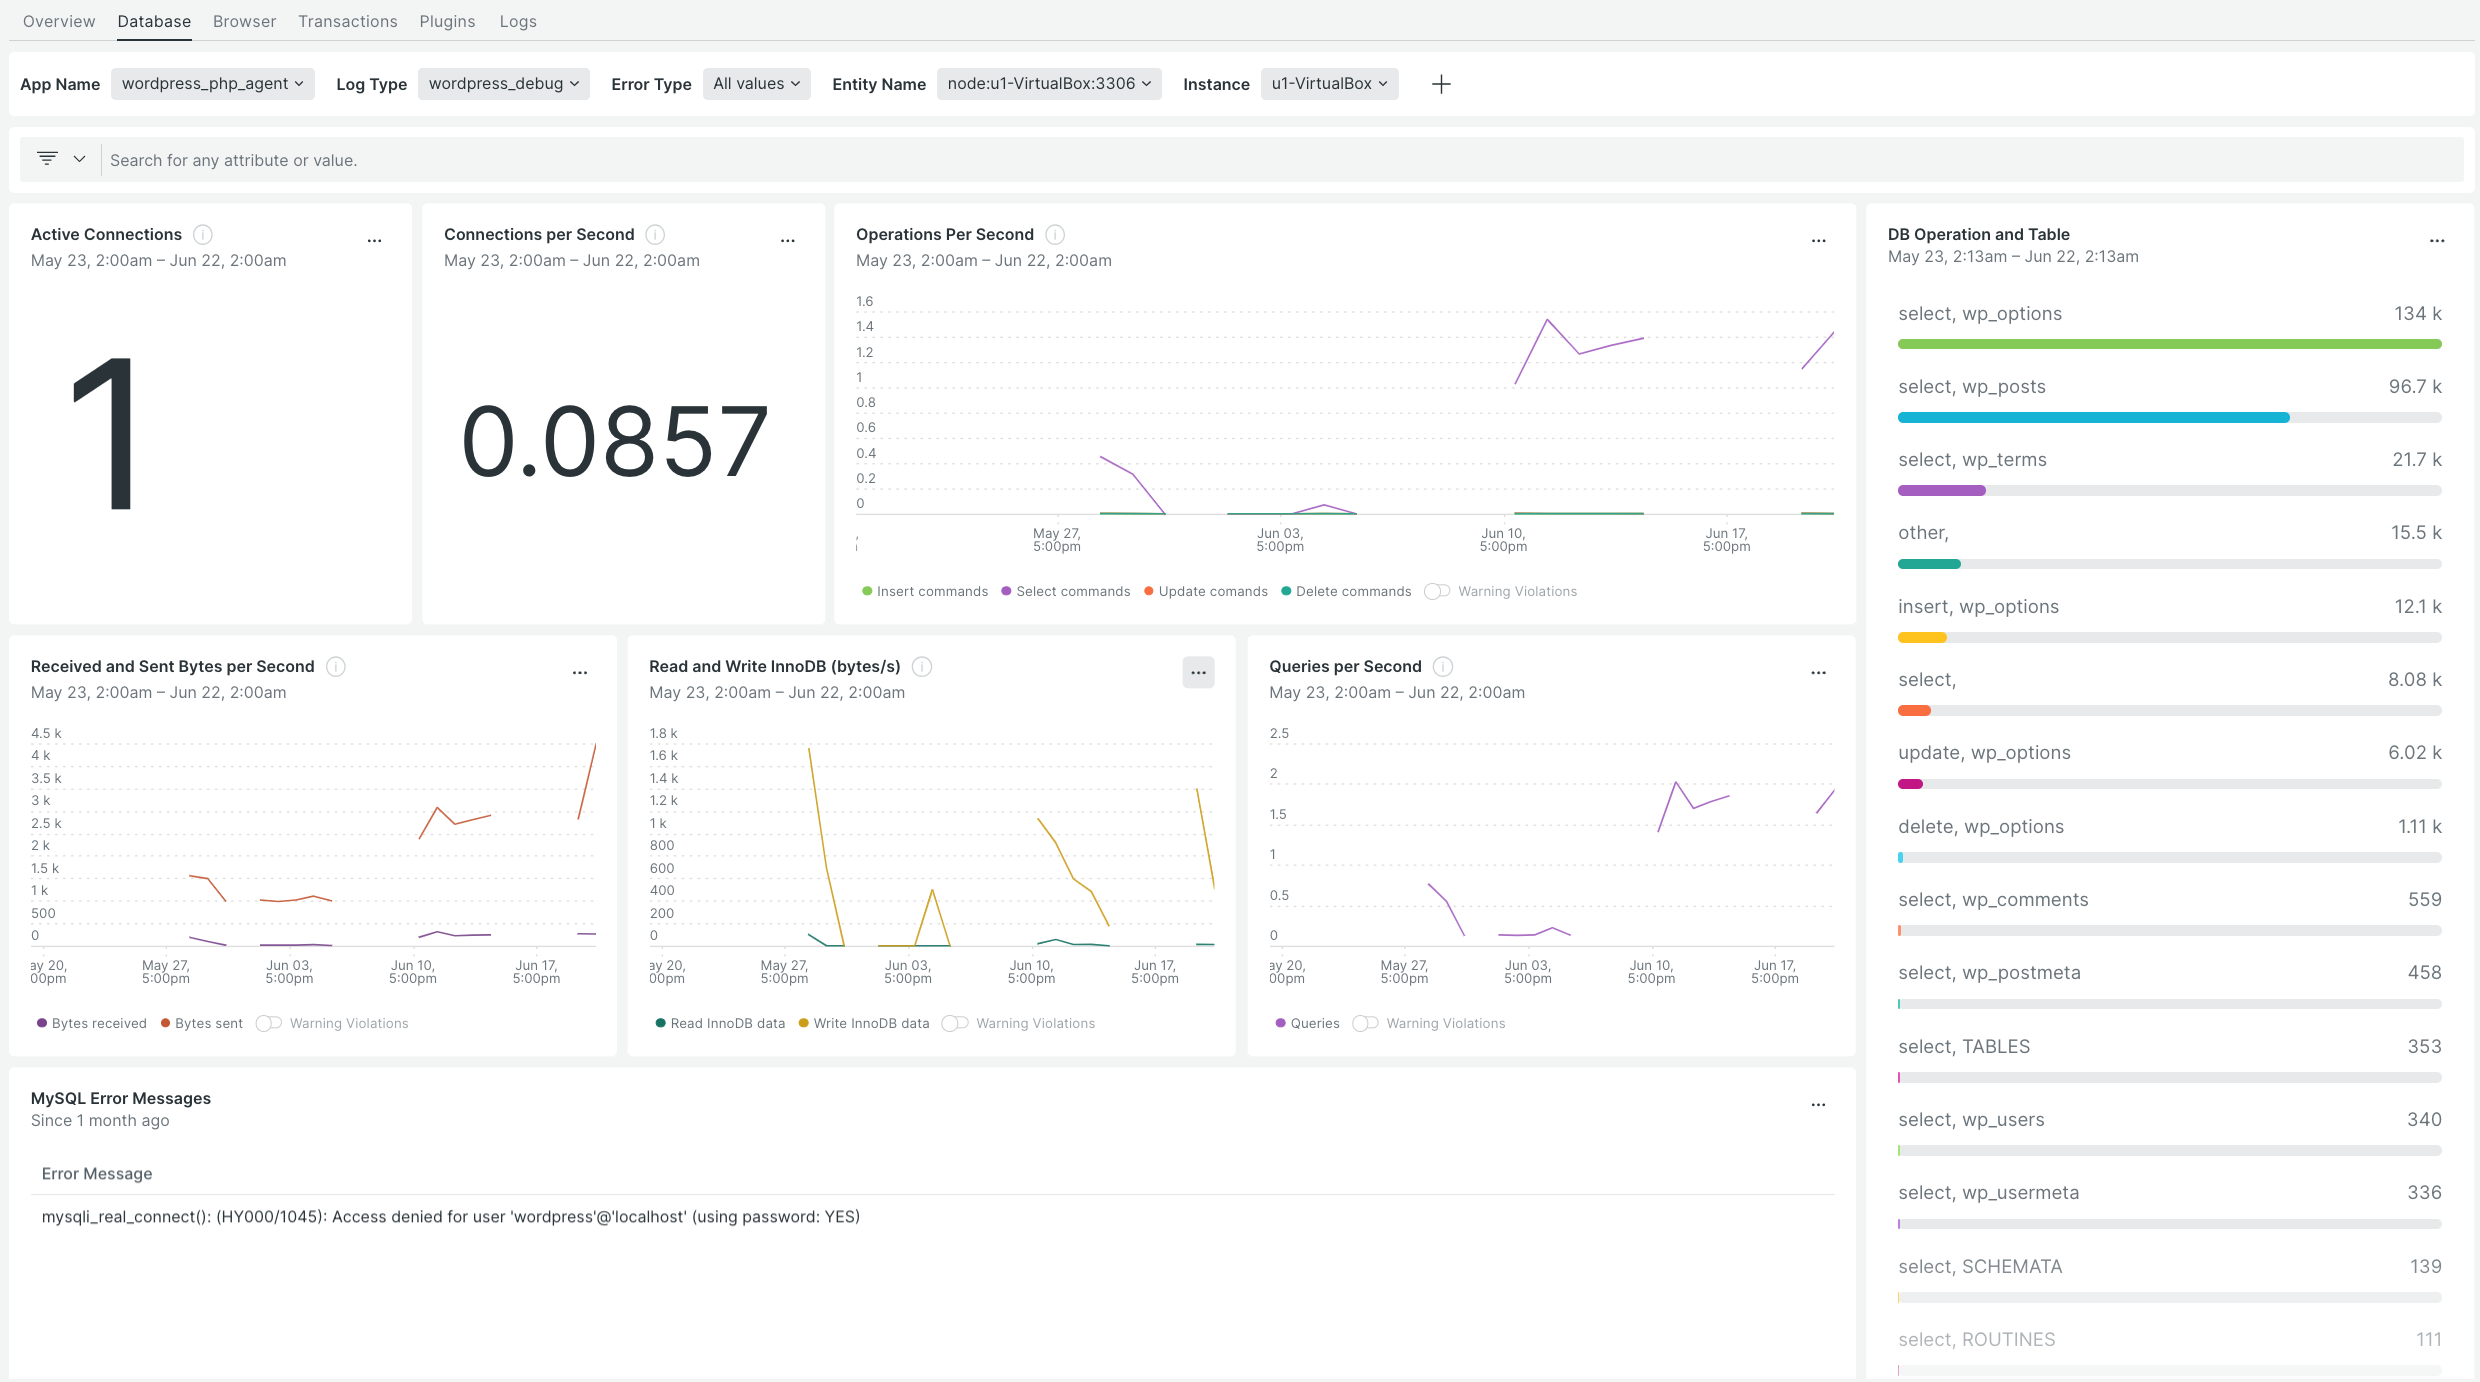 Overview Database Browser Transactions Plugins Logs
App Name wordpress_php_agent Log Type wordpress_debug Error Type All values Entity Name node:u1-VirtualBox:3306 Instance u1-VirtualBox
Search for any attribute or value.
Active Connections
May 23, 2:00am – Jun 22, 2:00am
1
Connections per Second
May 23, 2:00am – Jun 22, 2:00am
0.0857
Operations Per Second
May 23, 2:00am – Jun 22, 2:00am
1.6
1.4
1.2
1
0.8
0.6
0.4
0.2
0
May 27, Jun 03, Jun 10, Jun 17,
5:00pm 5:00pm 5:00pm 5:00pm
Insert commands Select commands Update comands Delete commands Warning Violations
Received and Sent Bytes per Second
May 23, 2:00am – Jun 22, 2:00am
4.5 k
4 k
3.5 k
3 k
2.5 k
2 k
1.5 k
1 k
500
0
ay 20, May 27, Jun 03, Jun 10, Jun 17,
00pm 5:00pm 5:00pm 5:00pm 5:00pm
Bytes received Bytes sent Warning Violations
Read and Write InnoDB (bytes/s)
May 23, 2:00am – Jun 22, 2:00am
1.8 k
1.6 k
1.4 k
1.2 k
1 k
800
600
400
200
0
ay 20, May 27, Jun 03, Jun 10, Jun 17,
00pm 5:00pm 5:00pm 5:00pm 5:00pm
Read InnoDB data Write InnoDB data Warning Violations
Queries per Second
May 23, 2:00am – Jun 22, 2:00am
2.5
2
1.5
1
0.5
0
ay 20, May 27, Jun 03, Jun 10, Jun 17,
00pm 5:00pm 5:00pm 5:00pm 5:00pm
Queries Warning Violations
MySQL Error Messages
Since 1 month ago
Error Message
mysqli_real_connect(): (HY000/1045): Access denied for user 'wordpress'@'localhost' (using password: YES)
DB Operation and Table
May 23, 2:13am – Jun 22, 2:13am
select, wp_options 134 k
select, wp_posts 96.7 k
select, wp_terms 21.7 k
other, 15.5 k
insert, wp_options 12.1 k
select, 8.08 k
update, wp_options 6.02 k
delete, wp_options 1.11 k
select, wp_comments 559
select, wp_postmeta 458
select, TABLES 353
select, wp_users 340
select, wp_usermeta 336
select, SCHEMATA 139
select, ROUTINES 111